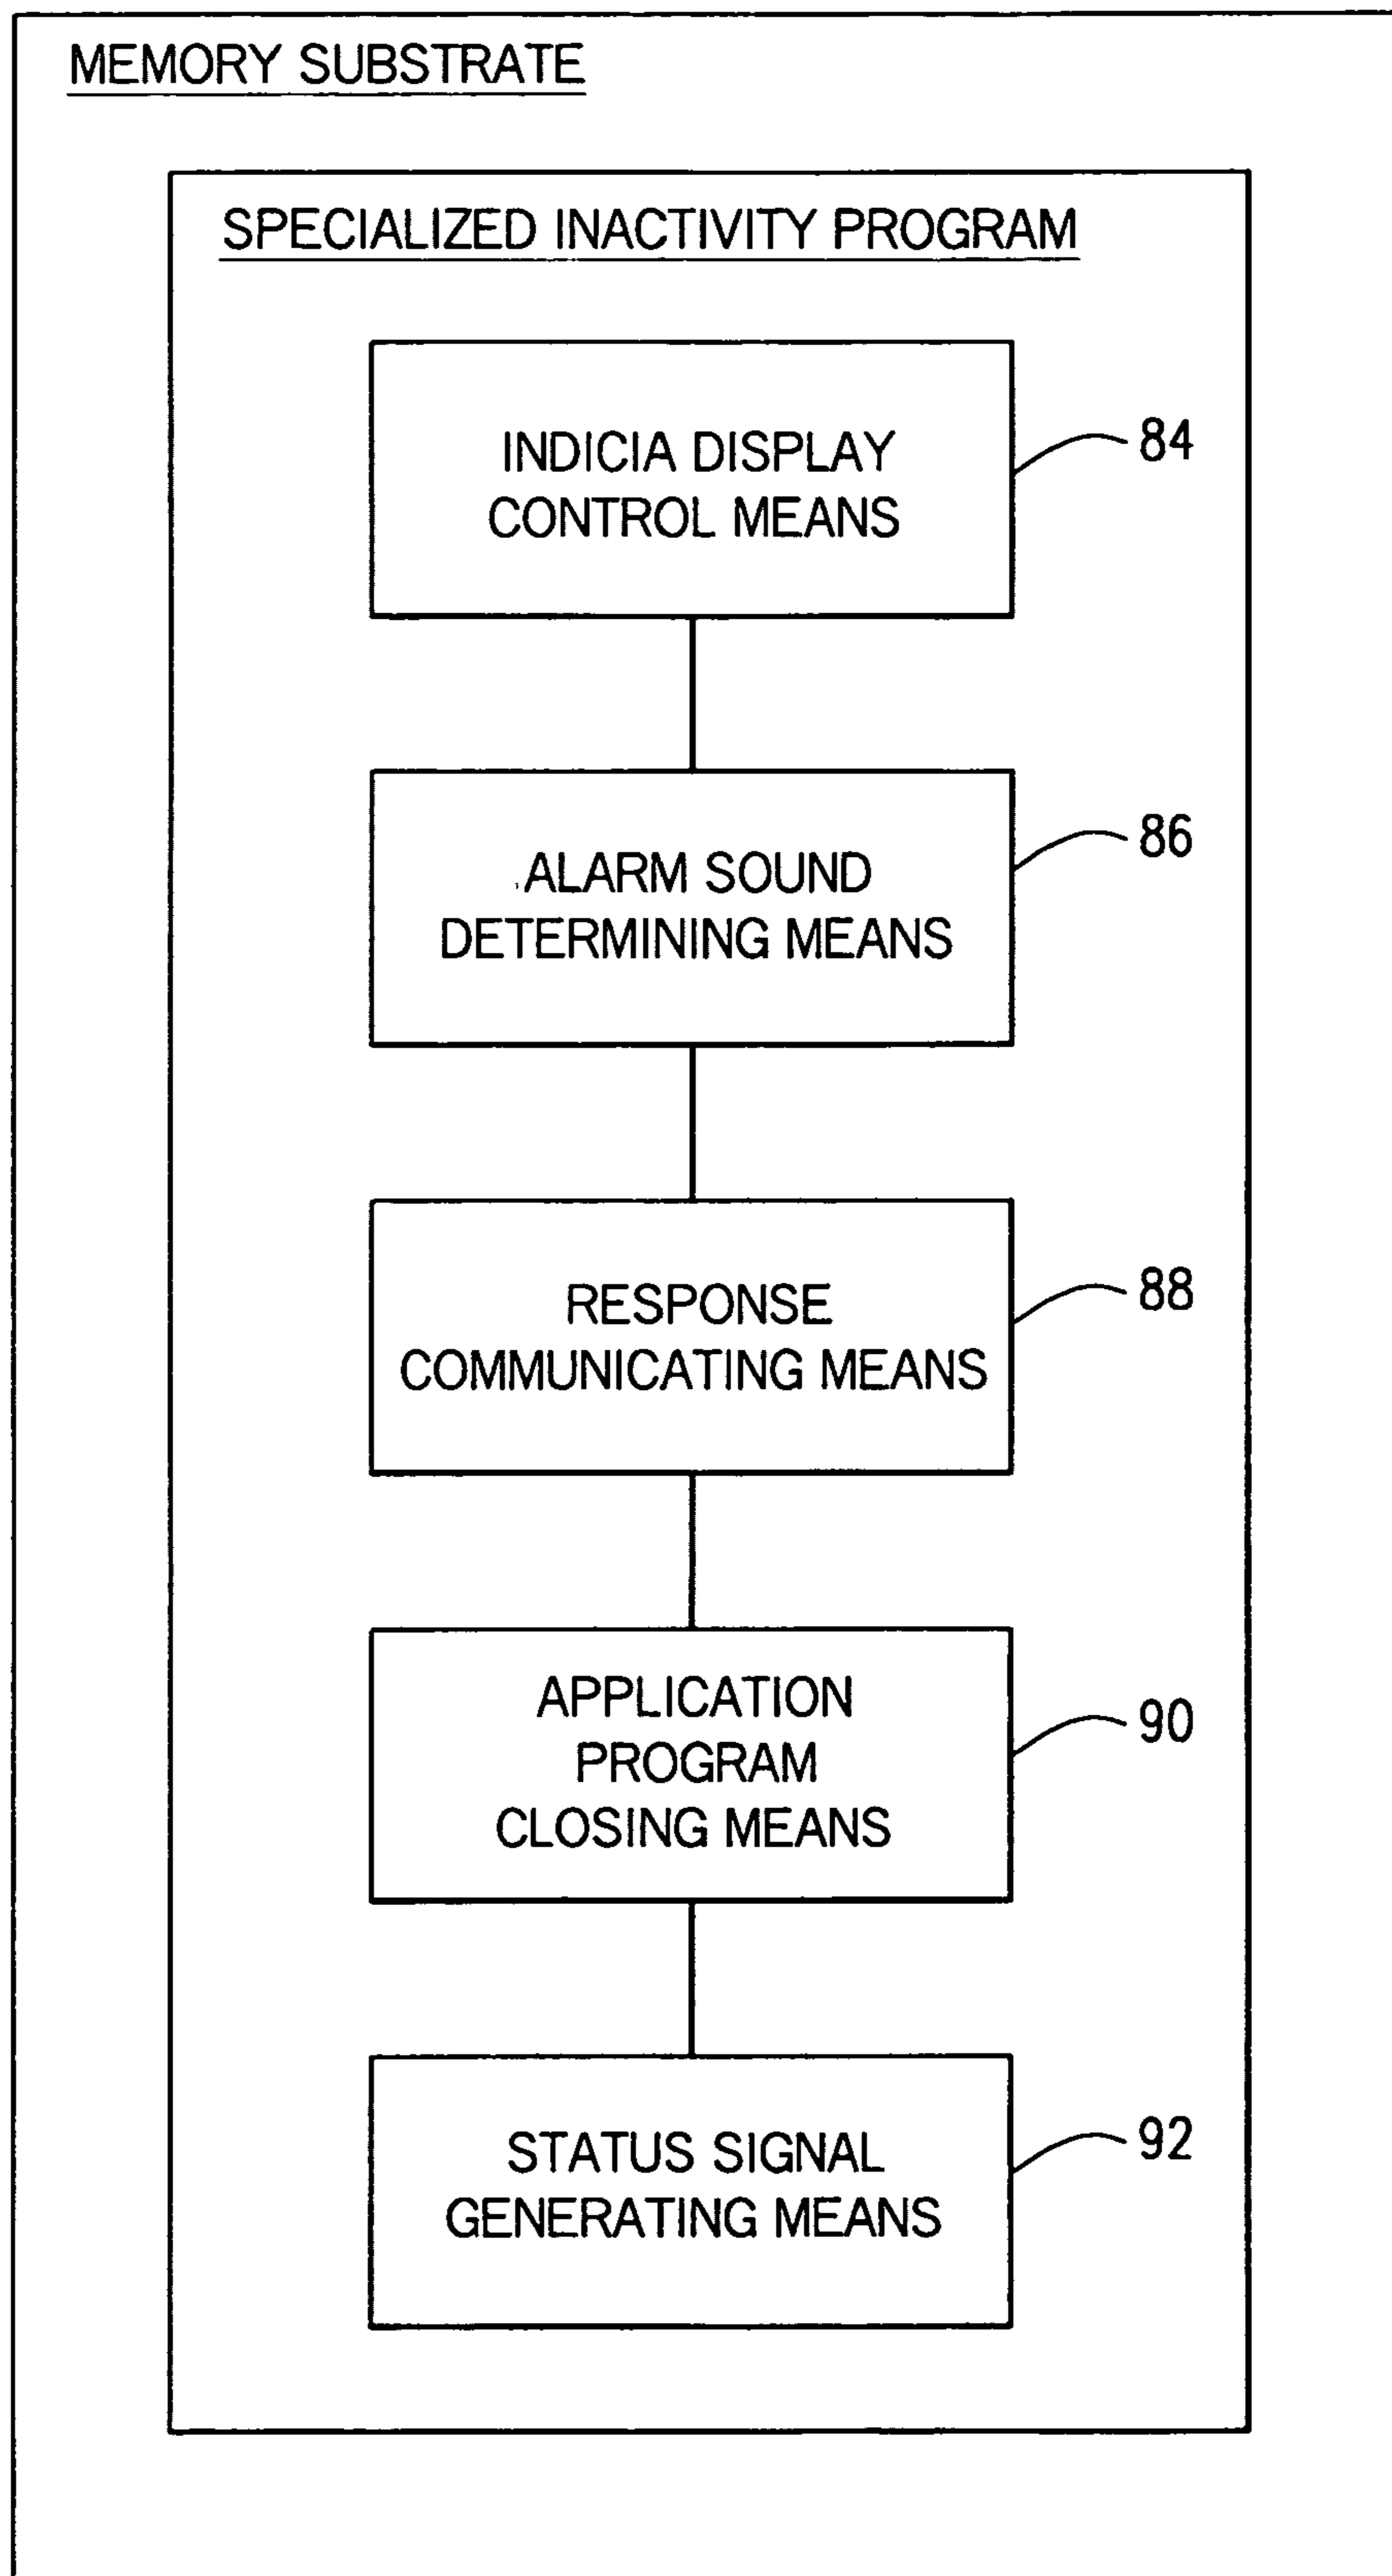 MEMORY SUBSTRATE
SPECIALIZED INACTIVITY PROGRAM
INDICIA DISPLAY
CONTROL MEANS
84
ALARM SOUND
DETERMINING MEANS
86
RESPONSE
COMMUNICATING MEANS
88
APPLICATION
PROGRAM
CLOSING MEANS
90
STATUS SIGNAL
GENERATING MEANS
92